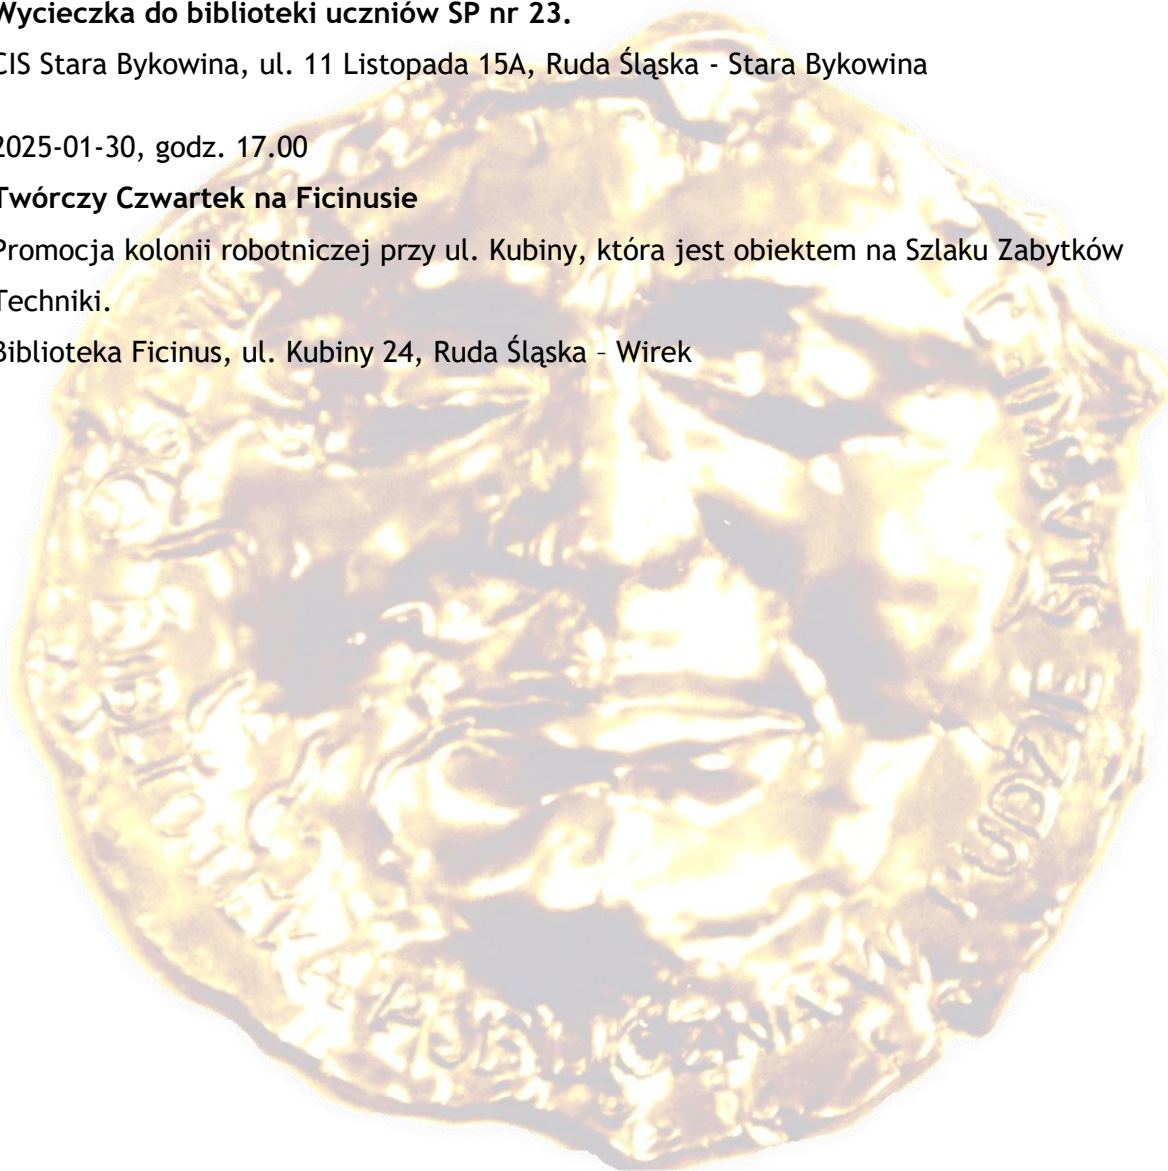 Wycieczka do biblioteki uczniów SP nr 23.
CIS Stara Bykowina, ul. 11 Listopada 15A, Ruda Śląska - Stara Bykowina
2025-01-30, godz. 17.00
Twórczy Czwartek na Ficinusie
Promocja kolonii robotniczej przy ul. Kubiny, która jest obiektem na Szlaku Zabytków
Techniki.
Biblioteka Ficinus, ul. Kubiny 24, Ruda Śląska – Wirek